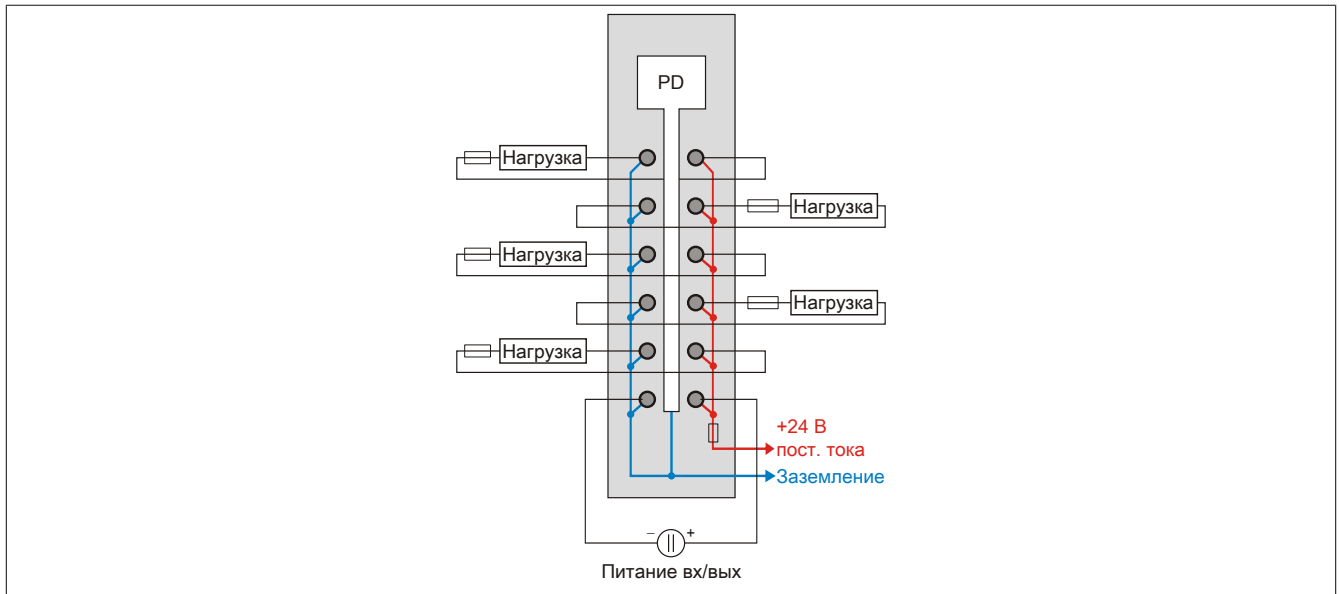 PD
Нагрузка
Нагрузка
Нагрузка
Нагрузка
Нагрузка
+24 В
пост. тока
Заземление
– +
Питание вх/вых